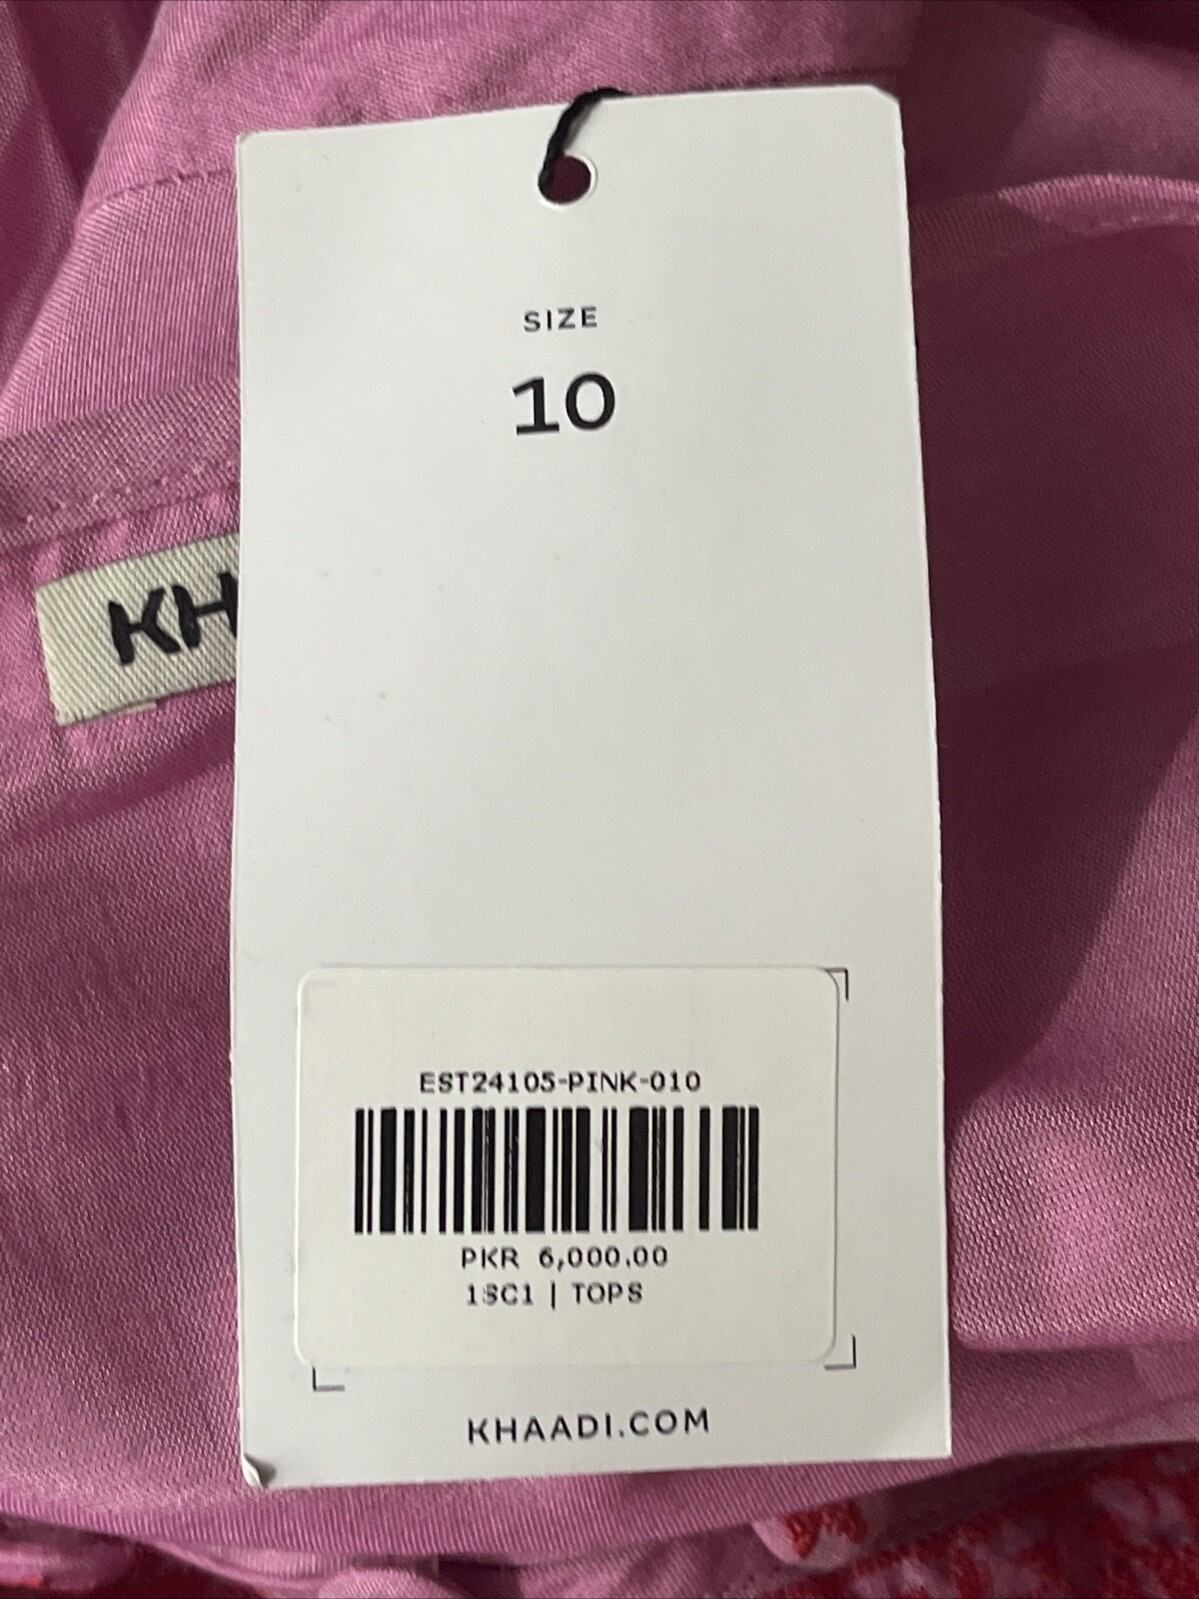 SIZE
10
KH
EST24105-PINK-010
PKR 6,000.00
1SC1 | TOPS
KHAADI.COM